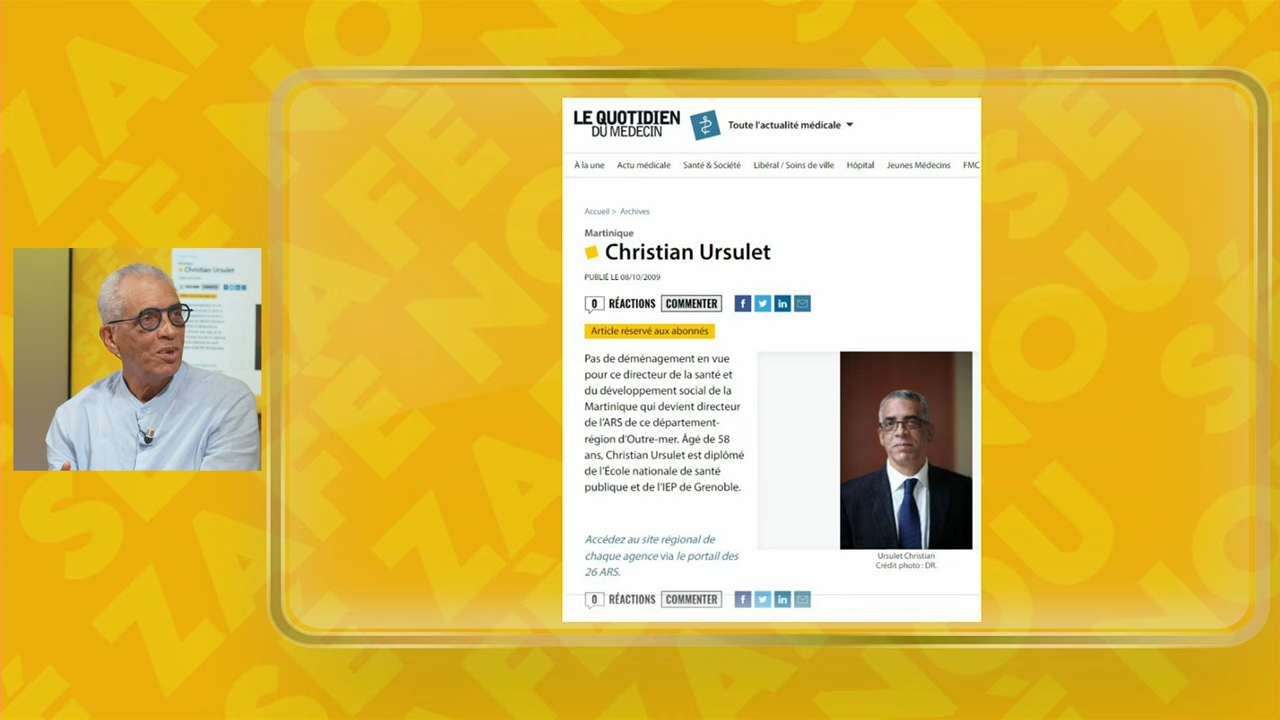 LE QUOTIDIEN
DU MÉDECIN
Toute l'actualité médicale
À la une Actu médicale Santé & Société Libéral / Soins de ville Hôpital Jeunes Médecins FMC
Accueil > Archives
Martinique
Christian Ursulet
PUBLIÉ LE 08/10/2009
0 RÉACTIONS COMMENTER
Article réservé aux abonnés
Pas de déménagement en vue
pour ce directeur de la santé et
du développement social de la
Martinique qui devient directeur
de l'ARS de ce département-
région d'Outre-mer. Âgé de 58
ans, Christian Ursulet est diplômé
de l'École nationale de santé
publique et de l'IEP de Grenoble.
Ursulet Christian
Crédit photo : DR.
Accédez au site régional de
chaque agence via le portail des
26 ARS.
0 RÉACTIONS COMMENTER
Christian Ursulet